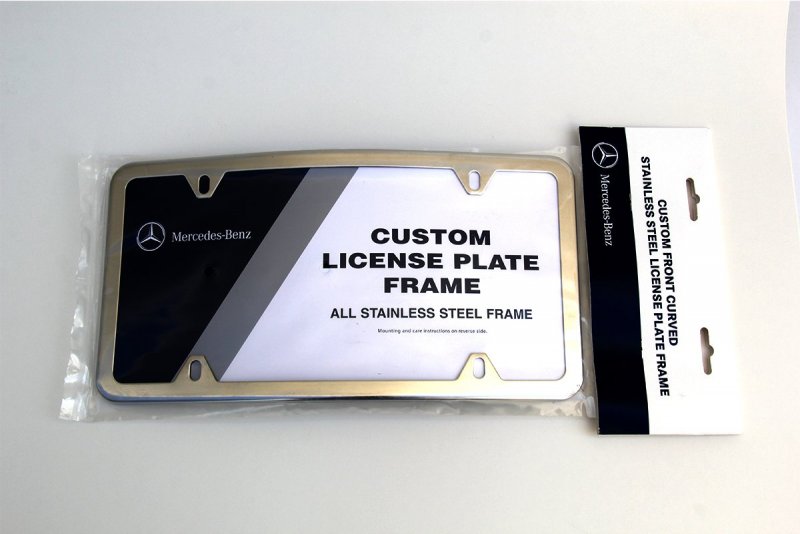 Mercedes-Benz
CUSTOM
LICENSE PLATE
FRAME
ALL STAINLESS STEEL FRAME
Mounting and care instructions on reverse side.
Mercedes-Benz
CUSTOM FRONT CURVED
STAINLESS STEEL LICENSE PLATE FRAME